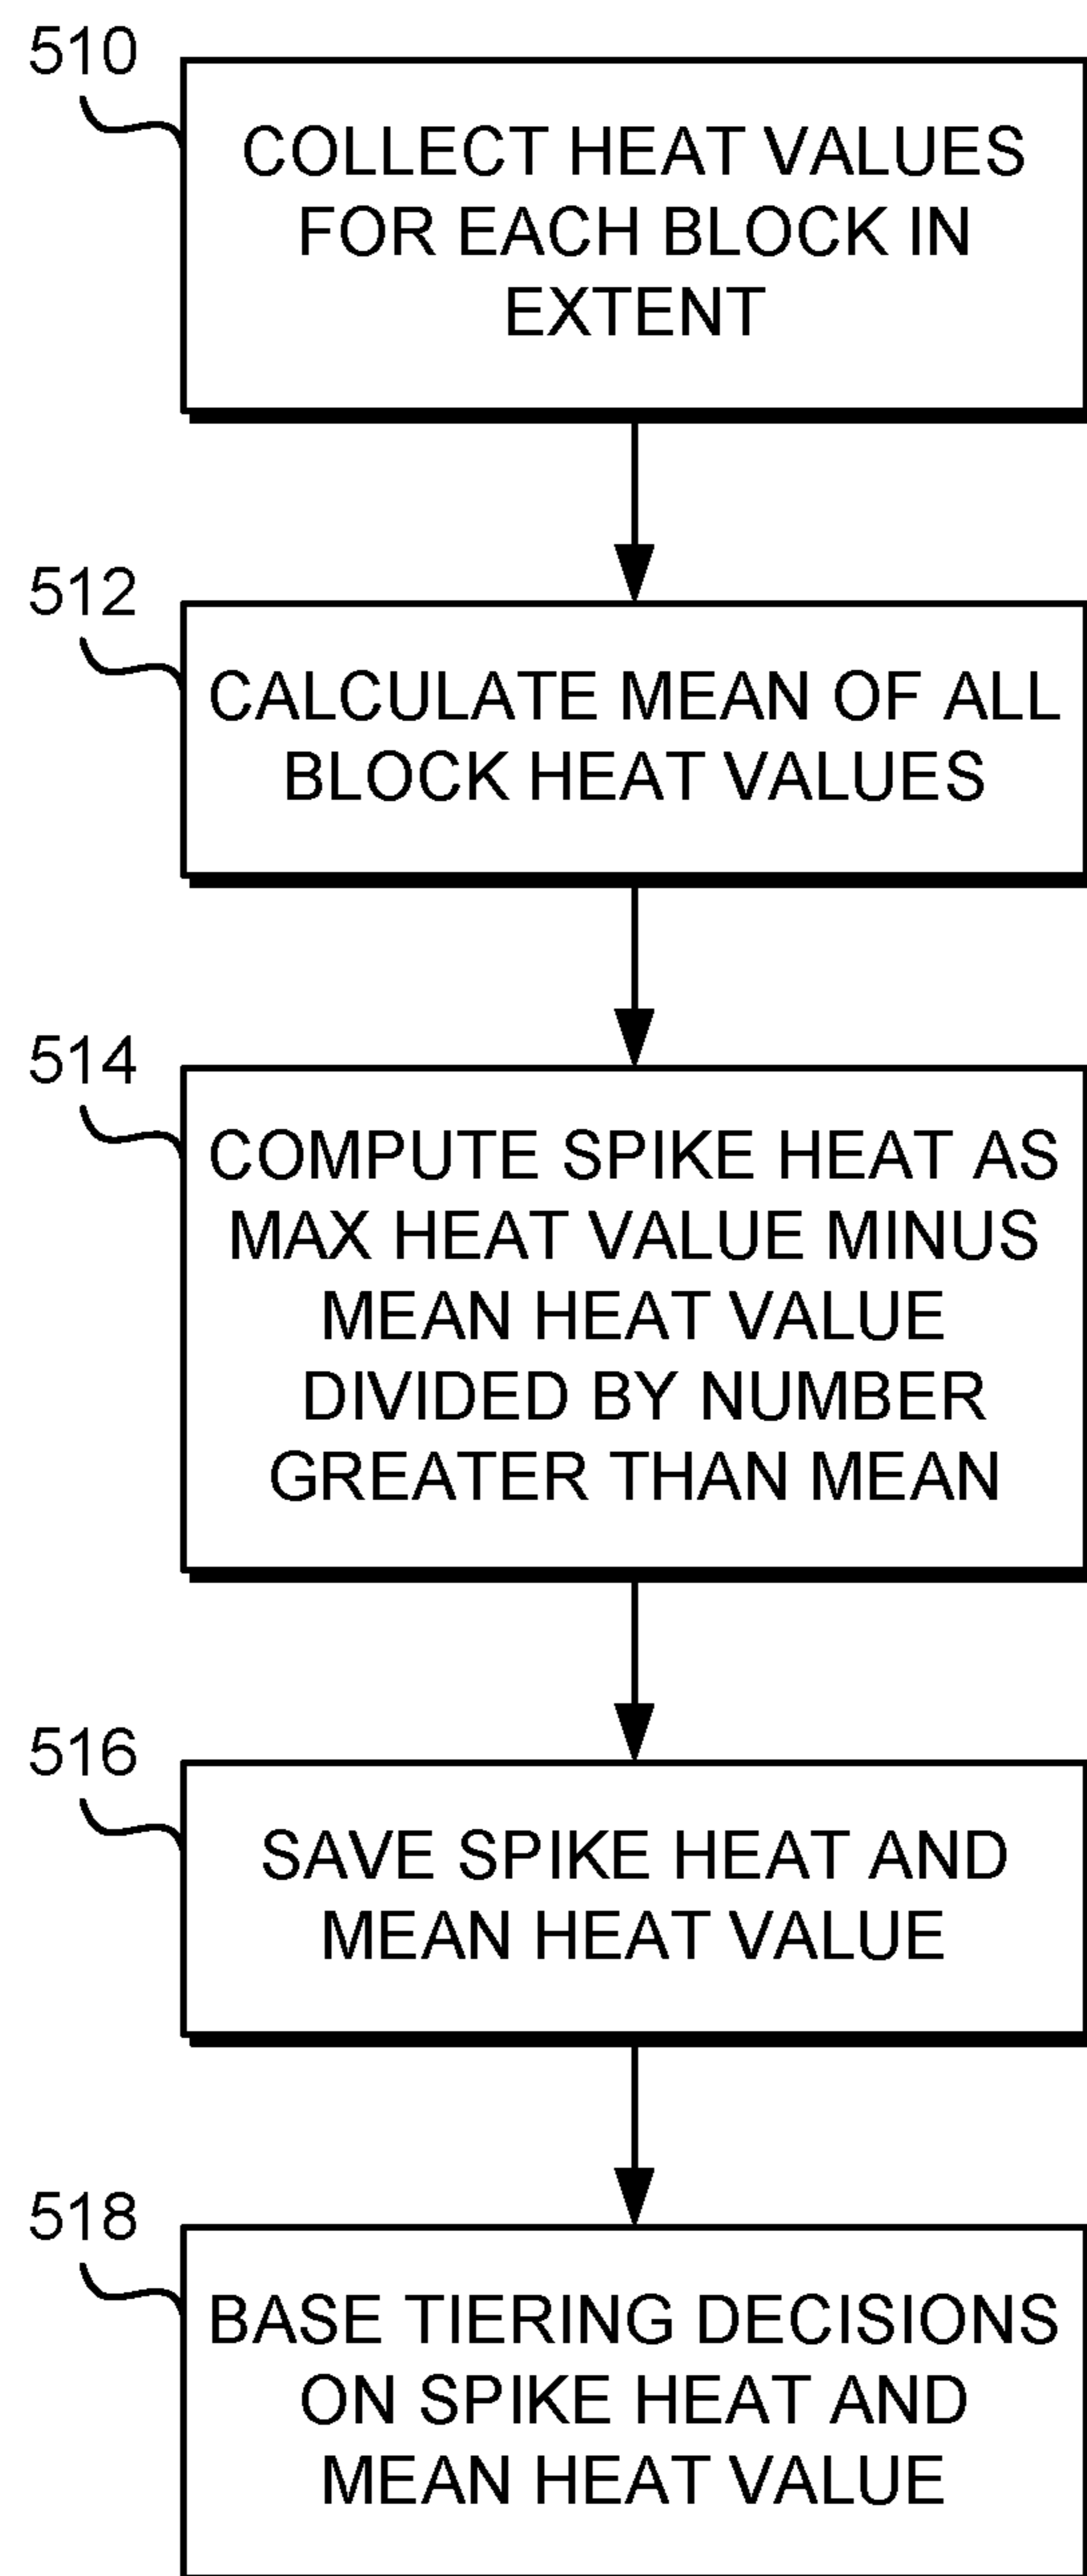 510
COLLECT HEAT VALUES
FOR EACH BLOCK IN
EXTENT
512
CALCULATE MEAN OF ALL
BLOCK HEAT VALUES
514
COMPUTE SPIKE HEAT AS
MAX HEAT VALUE MINUS
MEAN HEAT VALUE
DIVIDED BY NUMBER
GREATER THAN MEAN
516
SAVE SPIKE HEAT AND
MEAN HEAT VALUE
518
BASE TIERING DECISIONS
ON SPIKE HEAT AND
MEAN HEAT VALUE